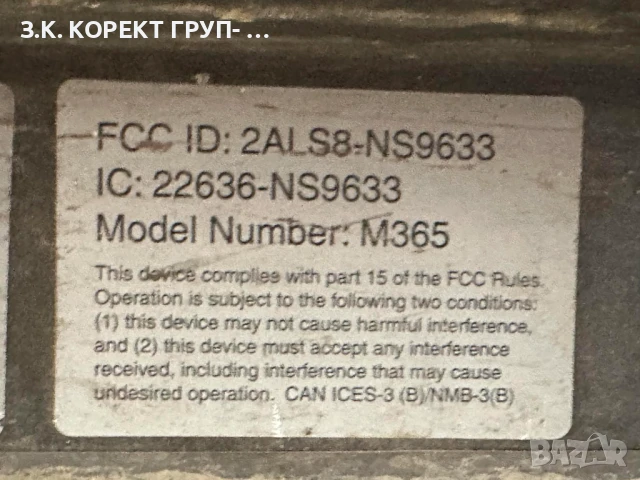 З.К. КОРЕКТ ГРУП- ...
FCC ID: 2ALS8-NS9633
IC: 22636-NS9633
Model Number: M365
This device complies with part 15 of the FCC Rules.
Operation is subject to the following two conditions:
(1) this device may not cause harmful interference,
and (2) this device must accept any interference
received, including interference that may cause
undesired operation. CAN ICES-3 (B)/NMB-3(B)
BAZAR